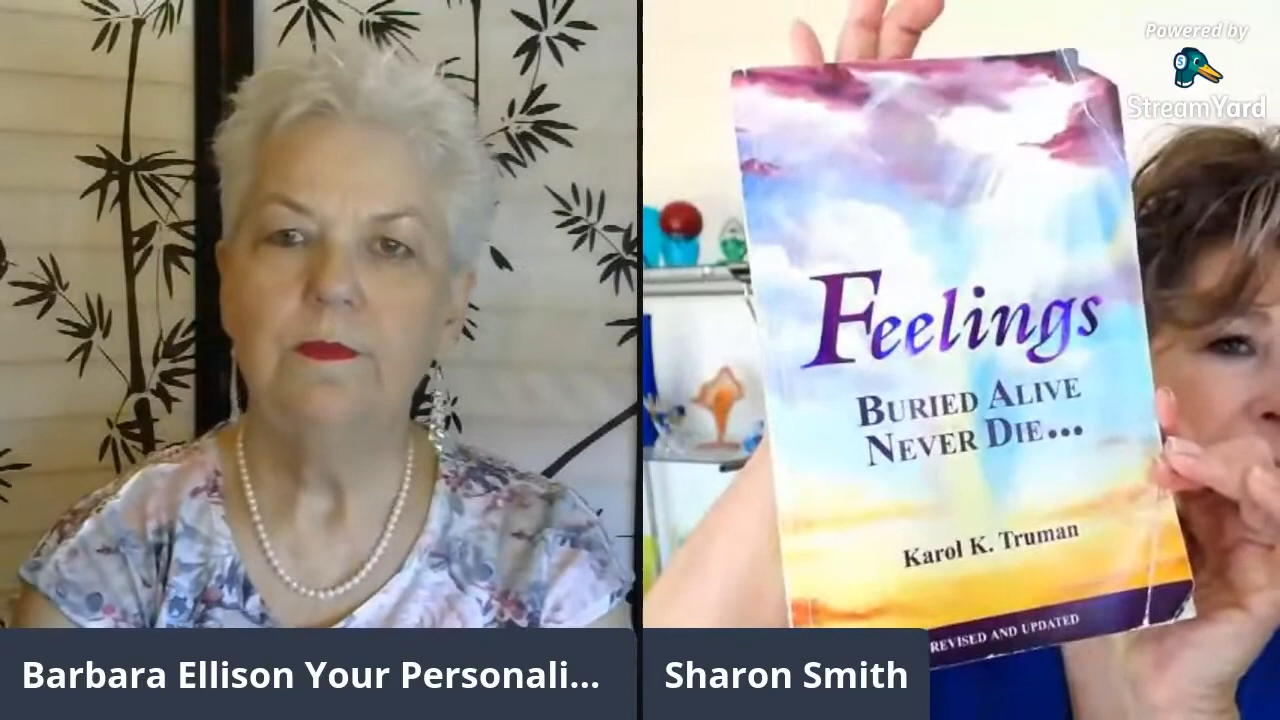 Powered by
StreamYard
Feelings
BURIED ALIVE
NEVER DIE...
Karol K. Truman
REVISED AND UPDATED
Barbara Ellison Your Personali...
Sharon Smith